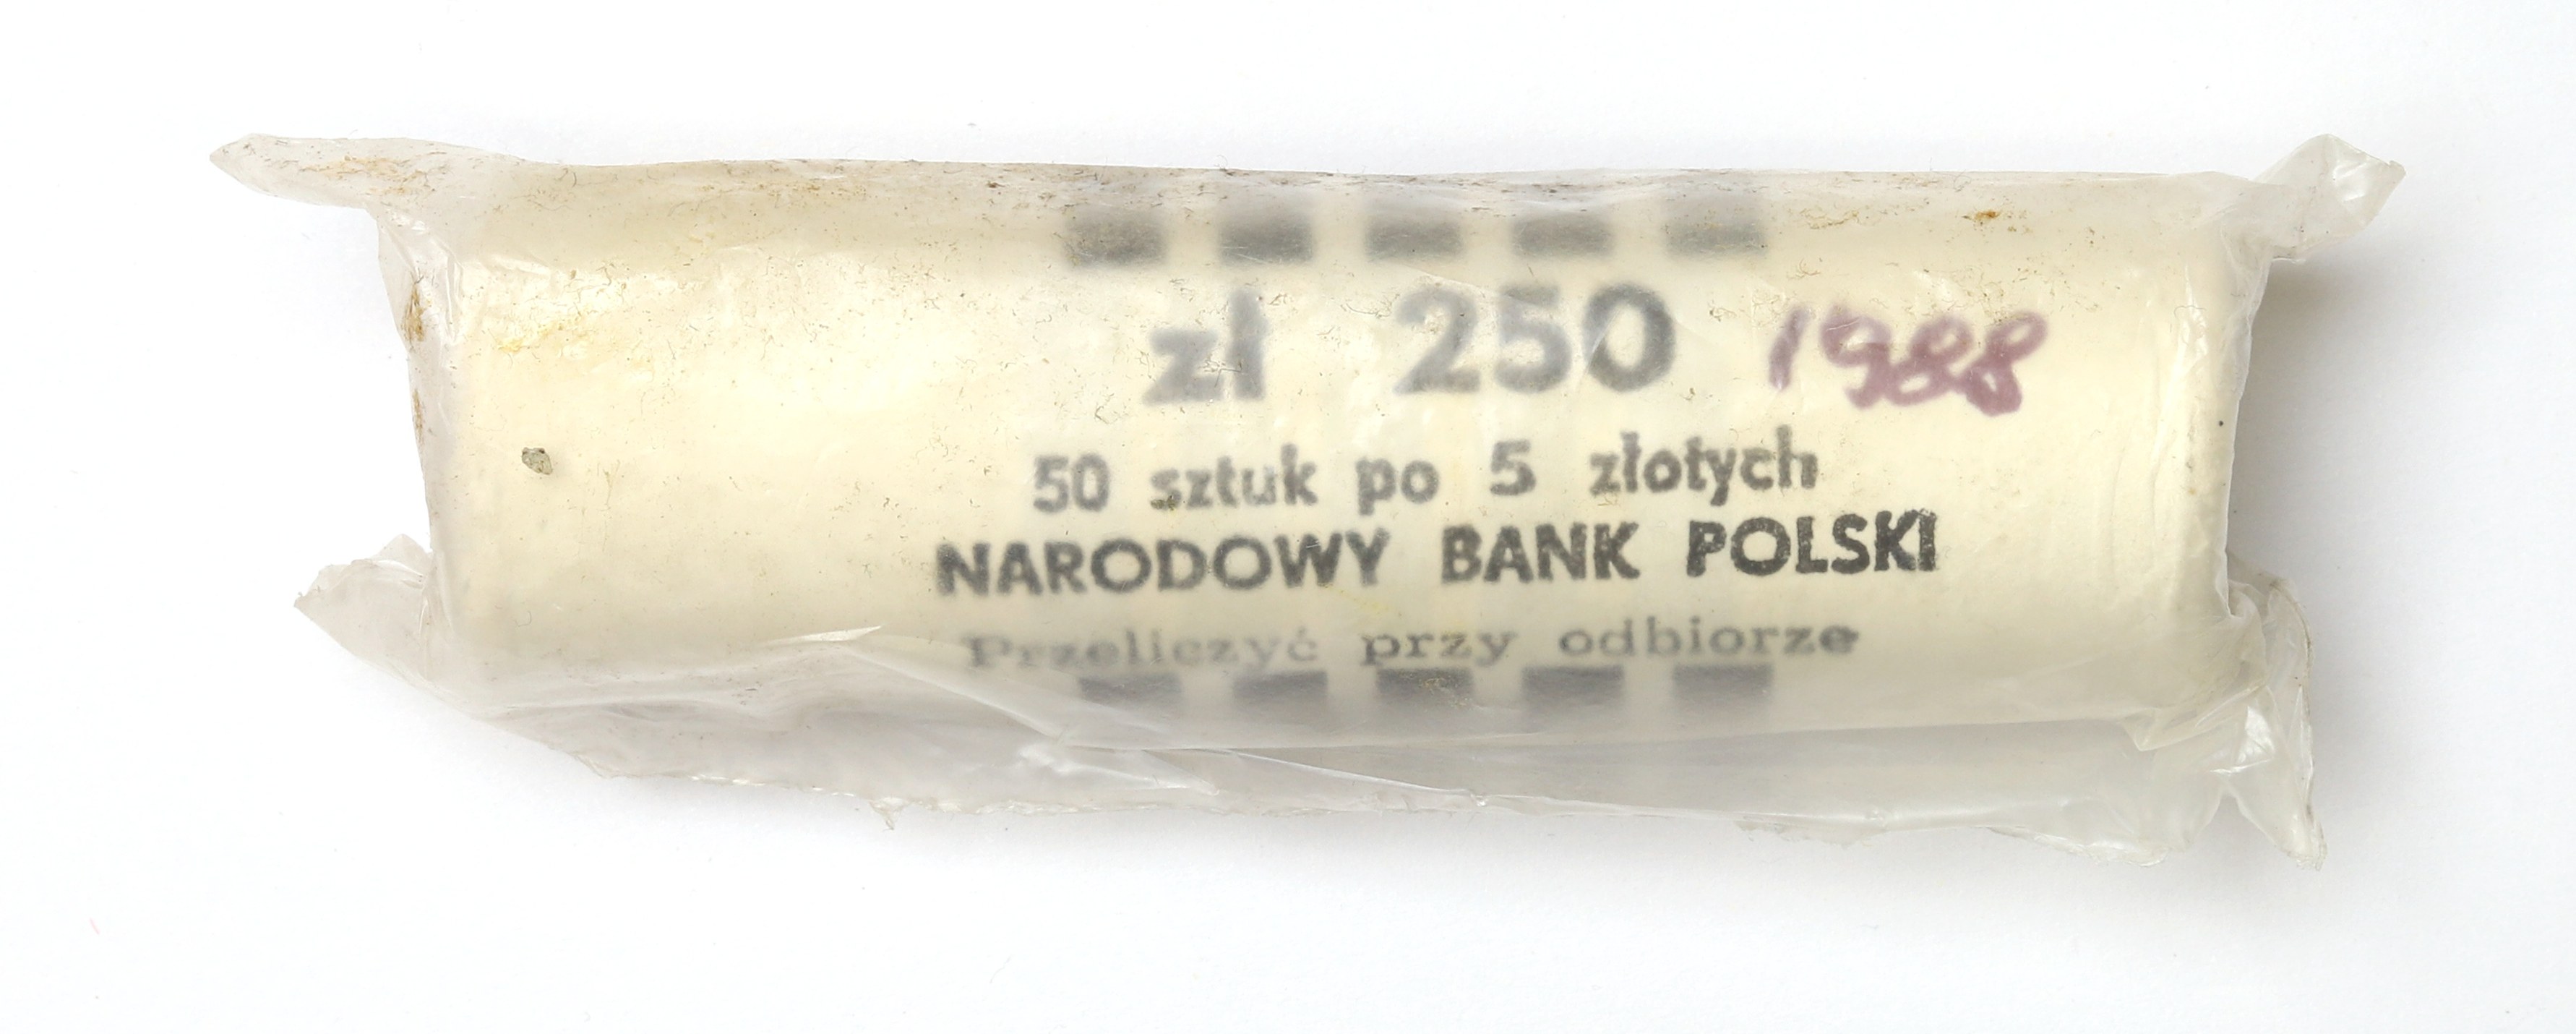 zł 250 1988
50 sztuk po 5 złotych
NARODOWY BANK POLSKI
Przeliczyć przy odbiorze